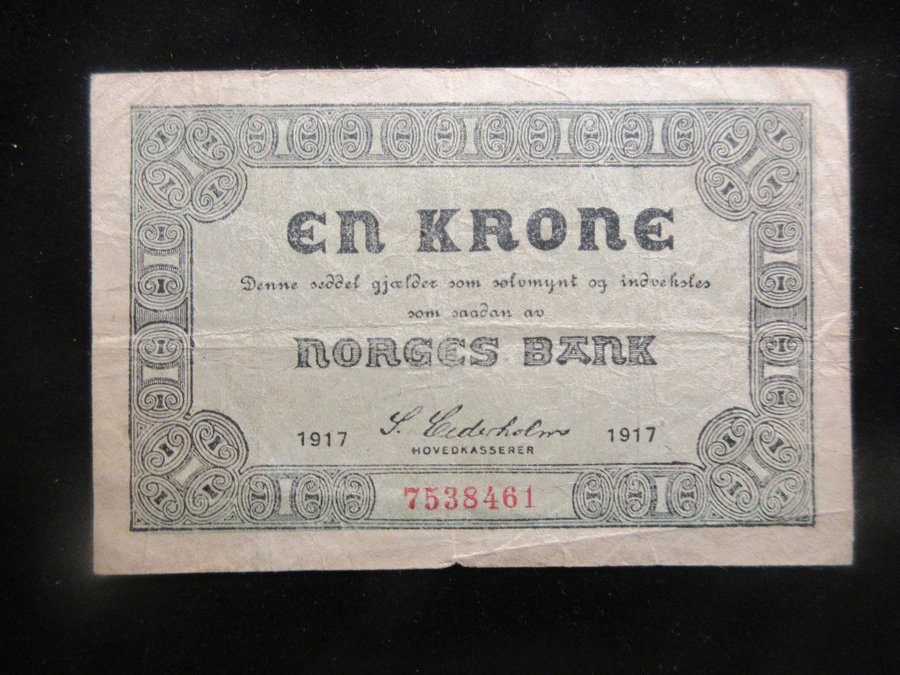 EN KRONE
Denne seddel gjælder som sølvmynt og indveksles
som saadan av
NORGES BANK
1917 S. Cederholm 1917
HOVEDKASSERER
7538461